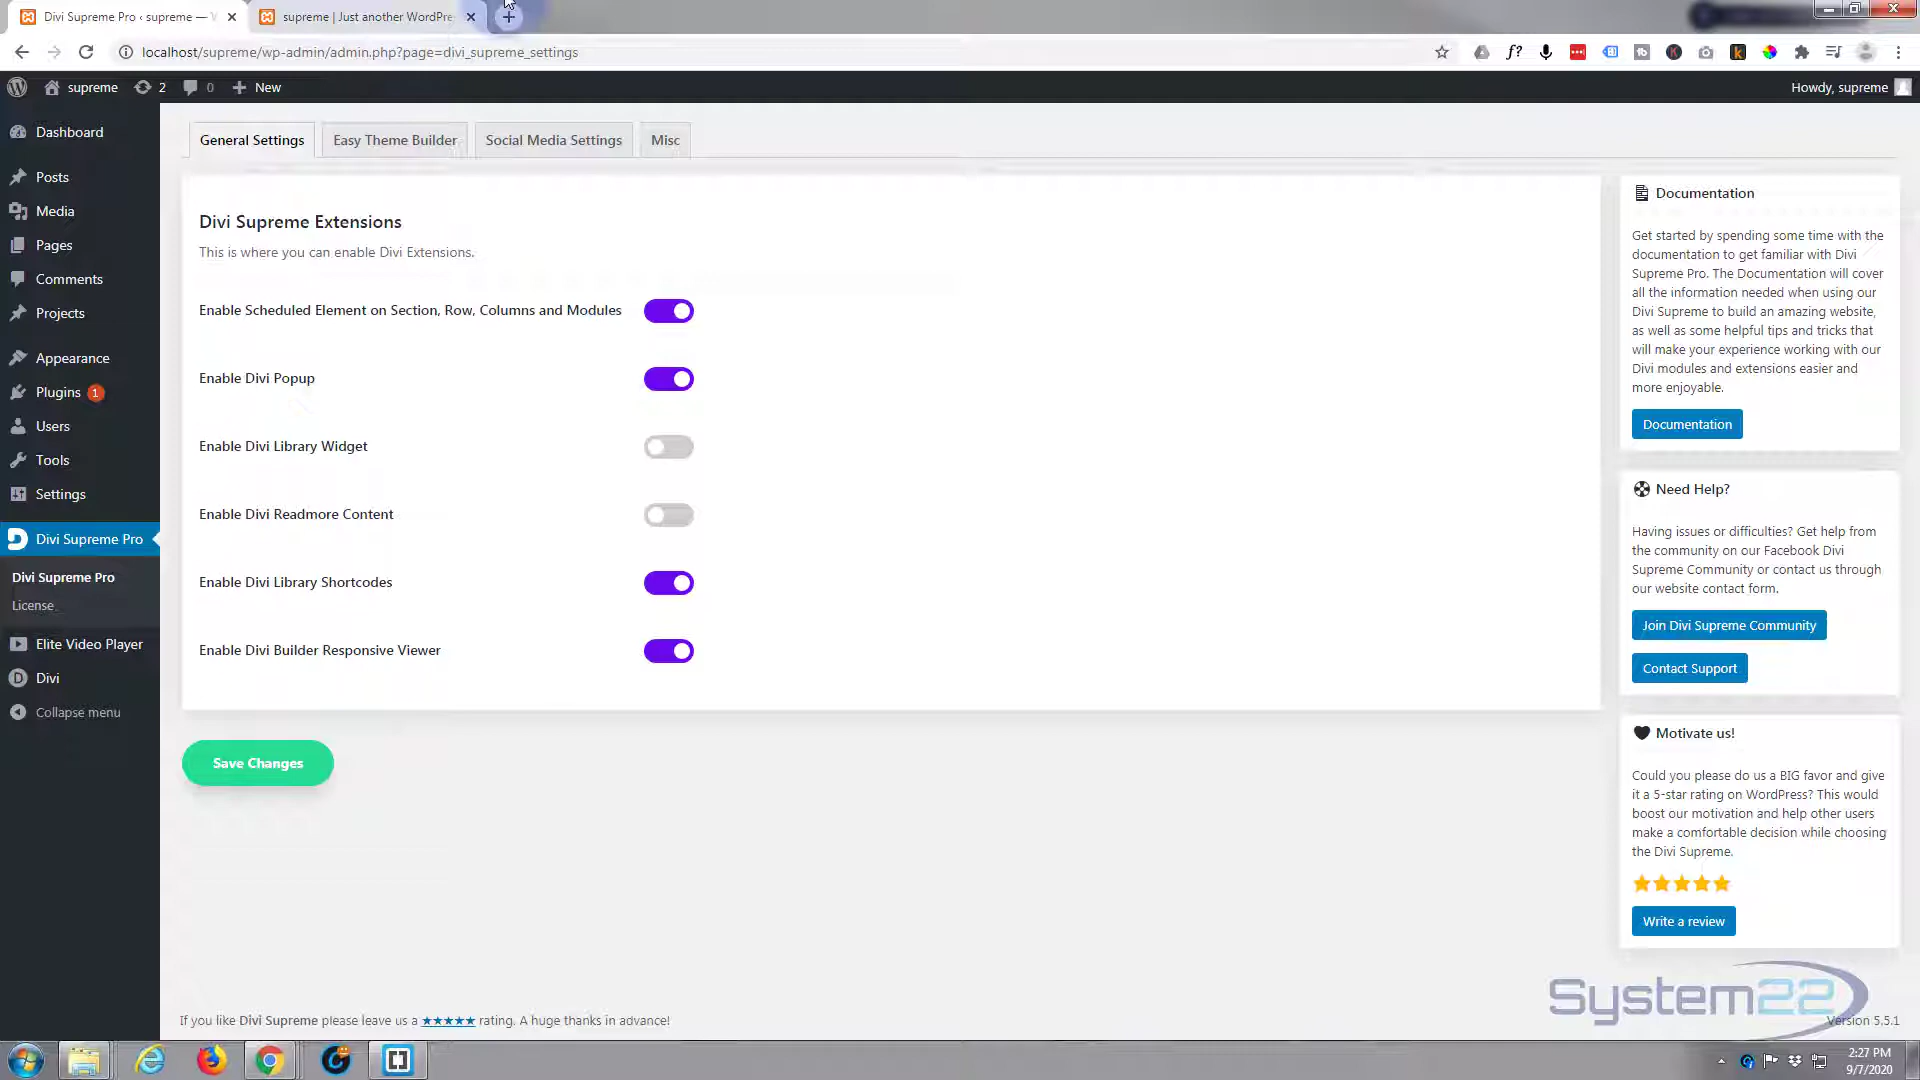 Divi Supreme Pro ‹ supreme — W
supreme | Just another WordPre
localhost/supreme/wp-admin/admin.php?page=divi_supreme_settings
supreme 2 0 New
Howdy, supreme
Dashboard
Posts
Media
Pages
Comments
Projects
Appearance
Plugins 1
Users
Tools
Settings
Divi Supreme Pro
Divi Supreme Pro
License
Elite Video Player
Divi
Collapse menu
General Settings Easy Theme Builder Social Media Settings Misc
Divi Supreme Extensions
This is where you can enable Divi Extensions.
Enable Scheduled Element on Section, Row, Columns and Modules
Enable Divi Popup
Enable Divi Library Widget
Enable Divi Readmore Content
Enable Divi Library Shortcodes
Enable Divi Builder Responsive Viewer
Save Changes
Documentation
Get started by spending some time with the
documentation to get familiar with Divi
Supreme Pro. The Documentation will cover
all the information needed when using our
Divi Supreme to build an amazing website,
as well as some helpful tips and tricks that
will make your experience working with our
Divi modules and extensions easier and
more enjoyable.
Documentation
Need Help?
Having issues or difficulties? Get help from
the community on our Facebook Divi
Supreme Community or contact us through
our website contact form.
Join Divi Supreme Community
Contact Support
Motivate us!
Could you please do us a BIG favor and give
it a 5-star rating on WordPress? This would
boost our motivation and help other users
make a comfortable decision while choosing
the Divi Supreme.
Write a review
If you like Divi Supreme please leave us a ★★★★★ rating. A huge thanks in advance!
System22
Version 5.5.1
2:27 PM
9/7/2020